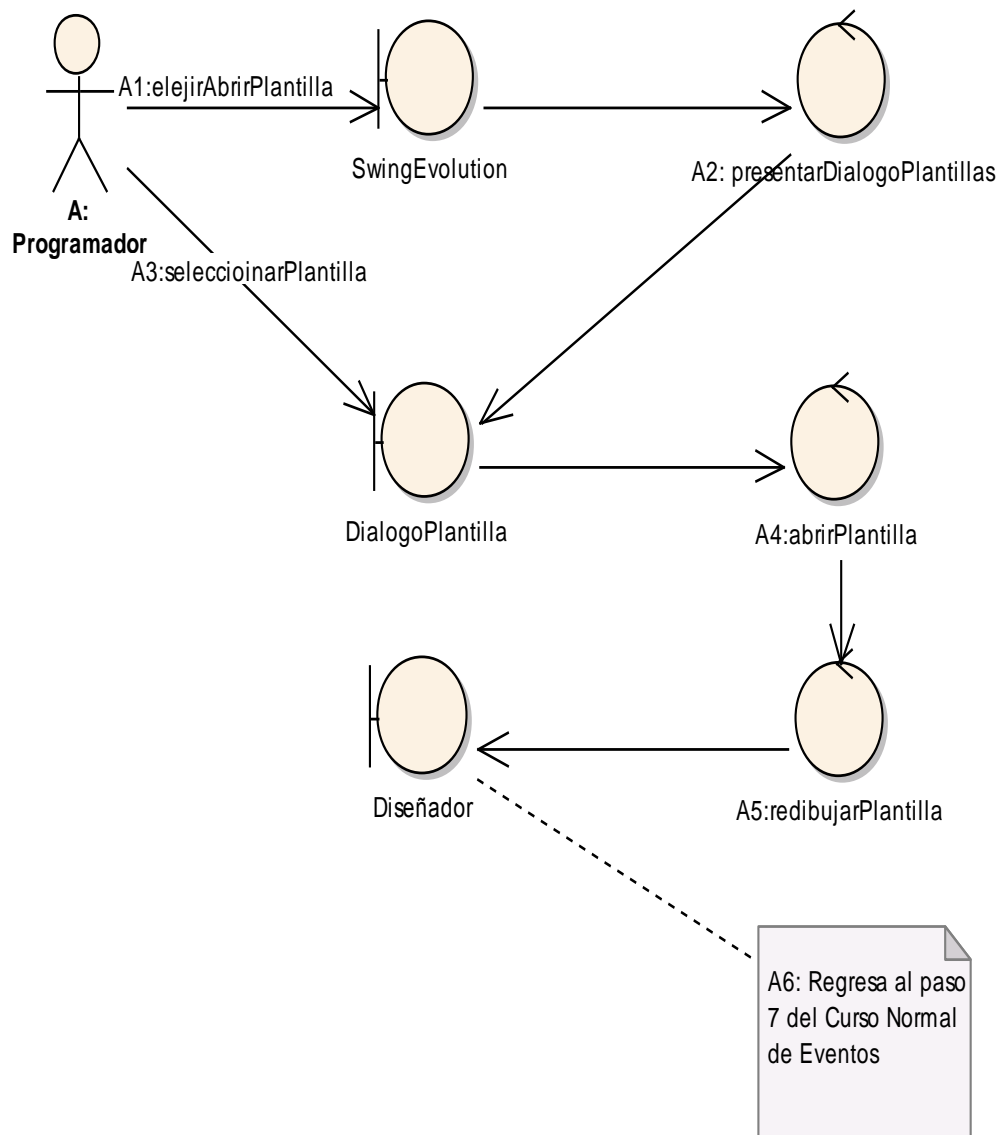 A1:elejirAbrirPlantilla
SwingEvolution
A2: presentarDialogoPlantillas
A:
Programador
A3:seleccioinarPlantilla
DialogoPlantilla
A4:abrirPlantilla
Diseñador
A5:redibujarPlantilla
A6: Regresa al paso
7 del Curso Normal
de Eventos